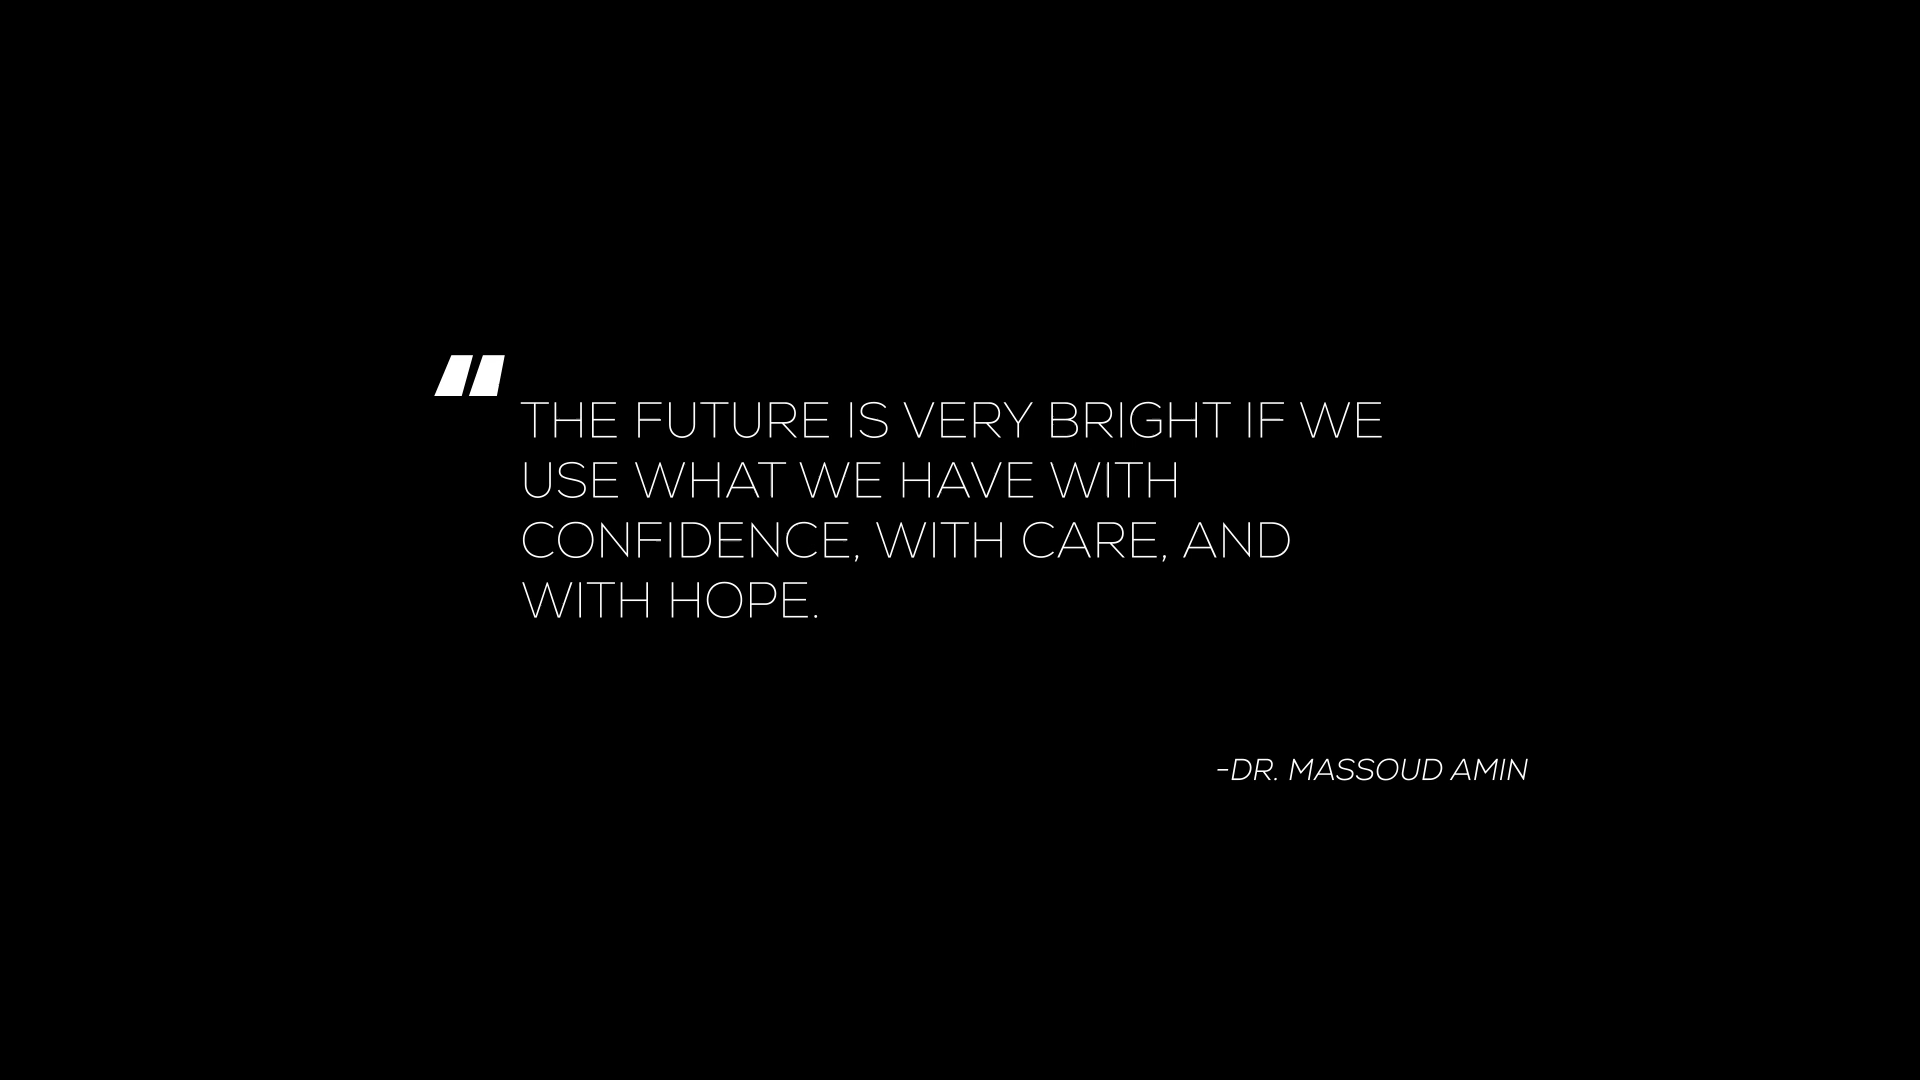 “
THE FUTURE IS VERY BRIGHT IF WE
USE WHAT WE HAVE WITH
CONFIDENCE, WITH CARE, AND
WITH HOPE.
-DR. MASSOUD AMIN